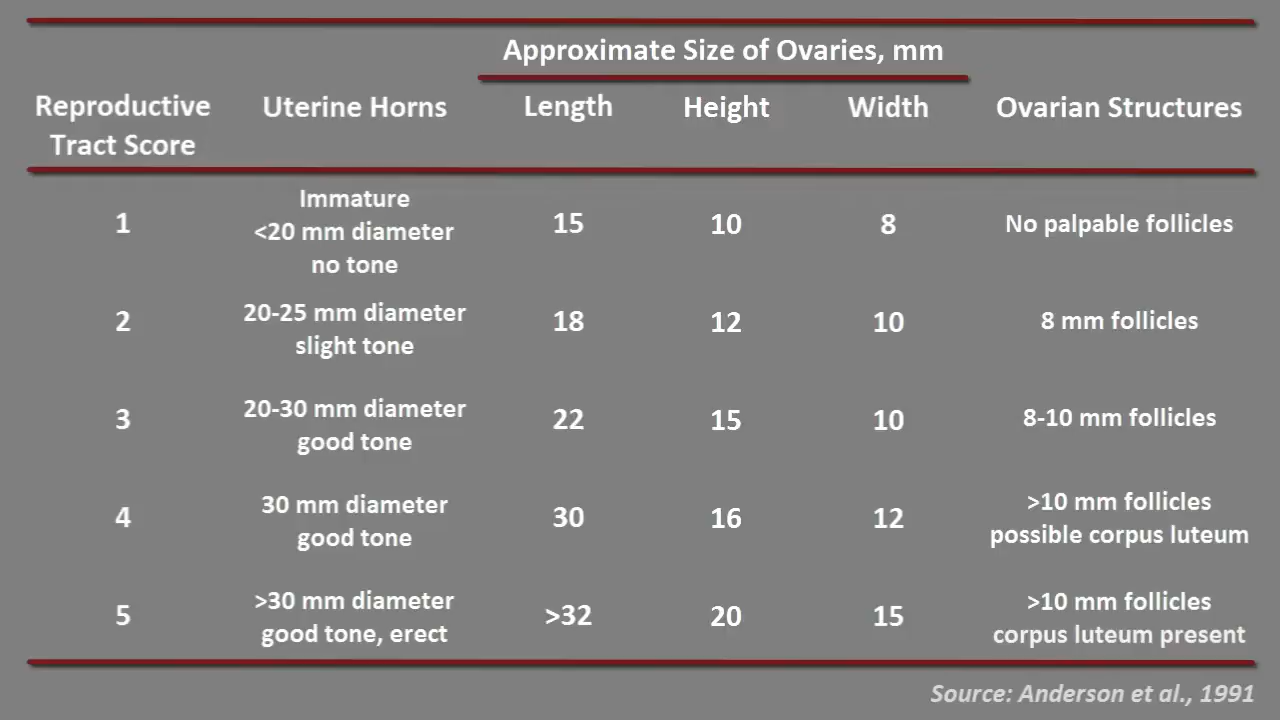 Approximate Size of Ovaries, mm
Reproductive Tract Score	Uterine Horns	Length	Height	Width	Ovarian Structures
1	Immature	15	10	8	No palpable follicles
<20 mm diameter
no tone
2	20-25 mm diameter	18	12	10	8 mm follicles
slight tone
3	20-30 mm diameter	22	15	10	8-10 mm follicles
good tone
4	30 mm diameter	30	16	12	>10 mm follicles
good tone	possible corpus luteum
5	>30 mm diameter	>32	20	15	>10 mm follicles
good tone, erect	corpus luteum present
Source: Anderson et al., 1991